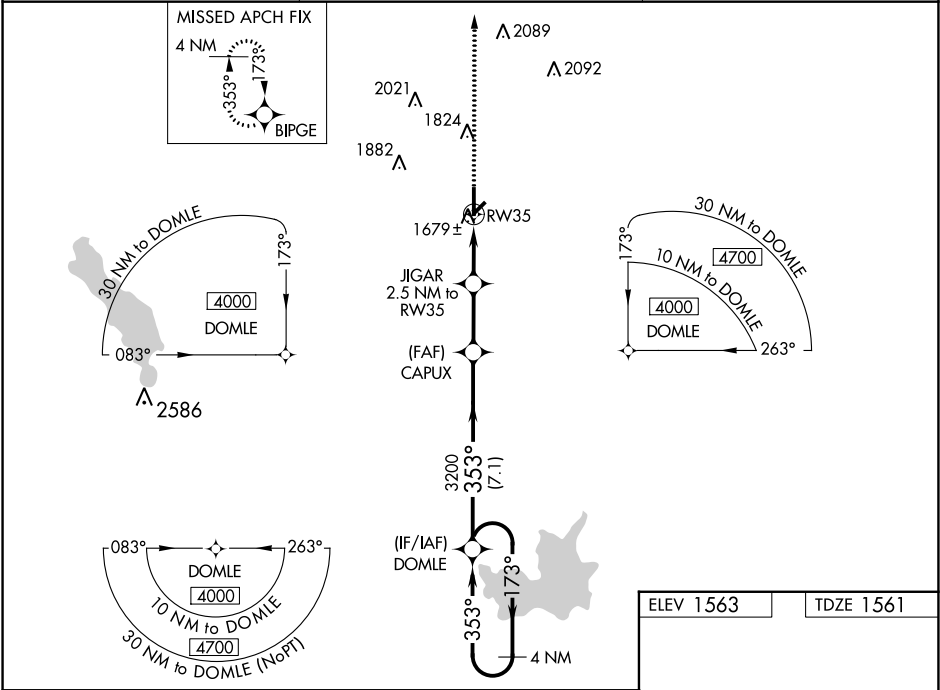 MISSED APCH FIX
4 NM
353°
173°
BIPGE
2089
2092
2021
1824
1882
1679±
RW35
JIGAR
2.5 NM to
RW35
(FAF)
CAPUX
3200
353°
(7.1)
(IF/IAF)
DOMLE
353°
173°
4 NM
30 NM to DOMLE
173°
4000
DOMLE
083°
2586
30 NM to DOMLE
4700
10 NM to DOMLE
173°
4000
DOMLE
263°
083°
263°
DOMLE
4000
10 NM to DOMLE
4700
30 NM to DOMLE (NoPT)
ELEV 1563
TDZE 1561